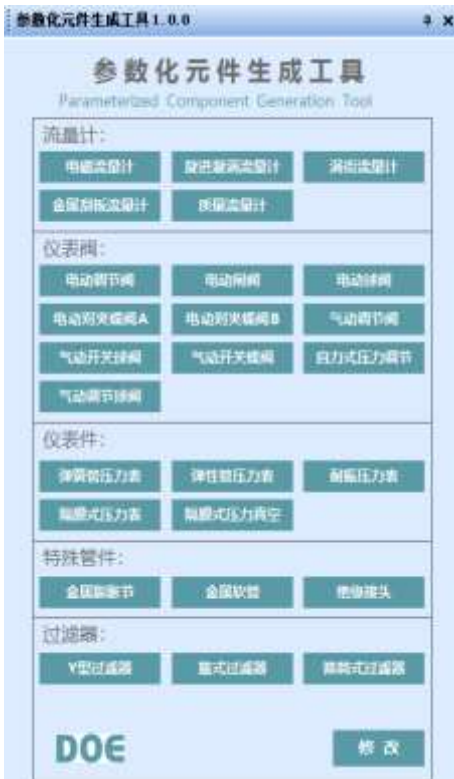 参数化元件生成工具1.0.0
参数化元件生成工具
Parameterized Component Generation Tool
流量计：
电磁流量计 旋进旋涡流量计 涡街流量计
金属刮板流量计 质量流量计
仪表阀：
电动调节阀 电动闸阀 电动球阀
电动对夹蝶阀A 电动对夹蝶阀B 气动调节阀
气动开关球阀 气动开关蝶阀 自力式压力调节
气动调节球阀
仪表件：
弹簧管压力表 弹性管压力表 耐振压力表
隔膜式压力表 隔膜式压力真空
特殊管件：
金属膨胀节 金属软管 绝缘接头
过滤器：
Y型过滤器 篮式过滤器 式过滤器
DOE 修 改